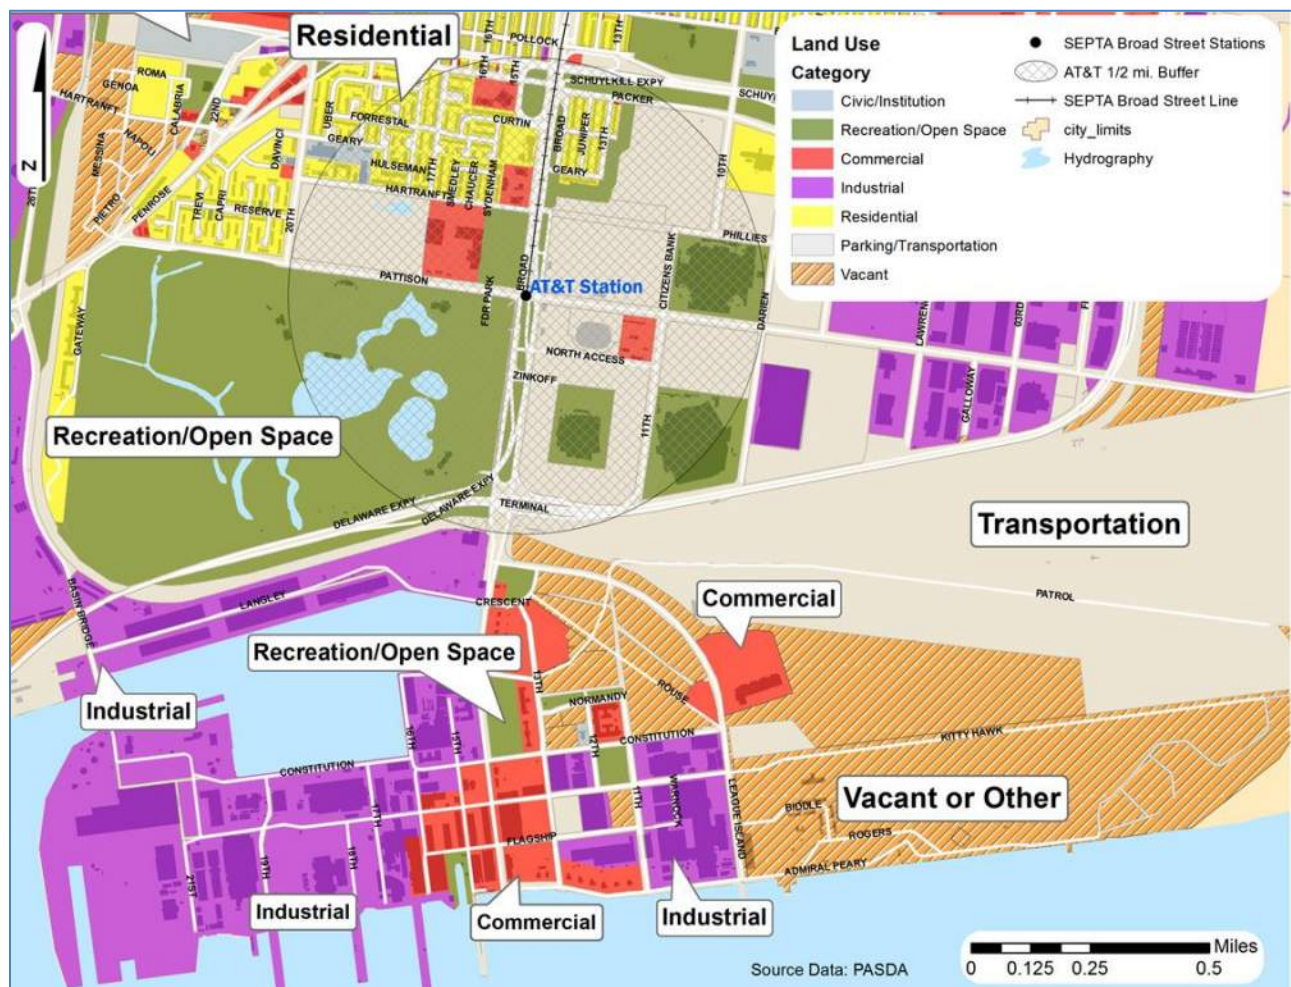 Residential
Land Use
Category
Civic/Institution
Recreation/Open Space
Commercial
Industrial
Residential
Parking/Transportation
Vacant
SEPTA Broad Street Stations
AT&T 1/2 mi. Buffer
SEPTA Broad Street Line
city_limits
Hydrography
Z
POLLOCK
16TH
15TH
13TH
SCHUYLKILL EXPY
PACKER
ROMA
GENOA
HARTRANFT
CALABRIA
22ND
NAPOLI
MESSINA
PIETRO
PENROSE
TREVI
CAPRI
RESERVE
DAVINCI
20TH
UBER
FORRESTAL
GEARY
HULSEMAN
HARTRANFT
17TH
SMEDLEY
CHAUCER
SYDENHAM
CURTIN
BROAD
JUNIPER
13TH
GEARY
10TH
PHILLIES
CITIZENS BANK
DARIEN
PATTISON
FDR PARK
BROAD
AT&T Station
NORTH ACCESS
ZINKOFF
11TH
GATEWAY
03RD
GALLOWAY
Recreation/Open Space
DELAWARE EXPY
DELAWARE EXPY
TERMINAL
Transportation
BASIN BRIDGE
LANGLEY
CRESCENT
Commercial
PATROL
Recreation/Open Space
13TH
NORMANDY
ROUSE
Industrial
16TH
15TH
12TH
CONSTITUTION
CONSTITUTION
KITTY HAWK
17TH
11TH
WARNOCK
LEAGUE ISLAND
Vacant or Other
BIDDLE
ROGERS
FLAGSHIP
ADMIRAL PEARY
21ST
19TH
18TH
Industrial
Commercial
Industrial
Source Data: PASDA
Miles
0 0.125 0.25 0.5